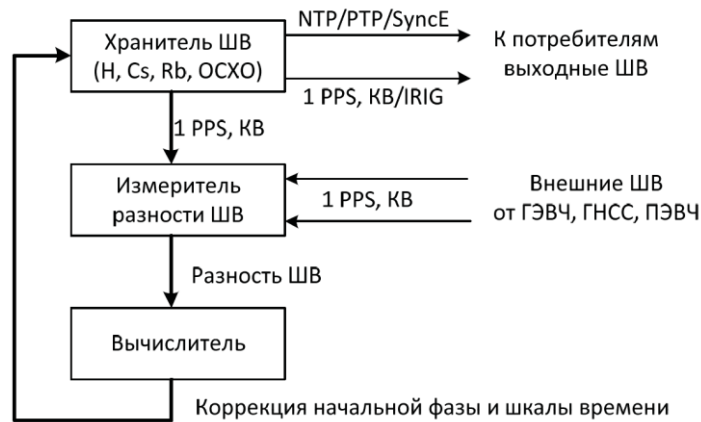 NTP/PTP/SyncE
Хранитель ШВ
(H, Cs, Rb, OCXO)
К потребителям
выходные ШВ
1 PPS, КВ/IRIG
1 PPS, КВ
Измеритель
разности ШВ
1 PPS, КВ
Внешние ШВ
от ГЭВЧ, ГНСС, ПЭВЧ
Разность ШВ
Вычислитель
Коррекция начальной фазы и шкалы времени